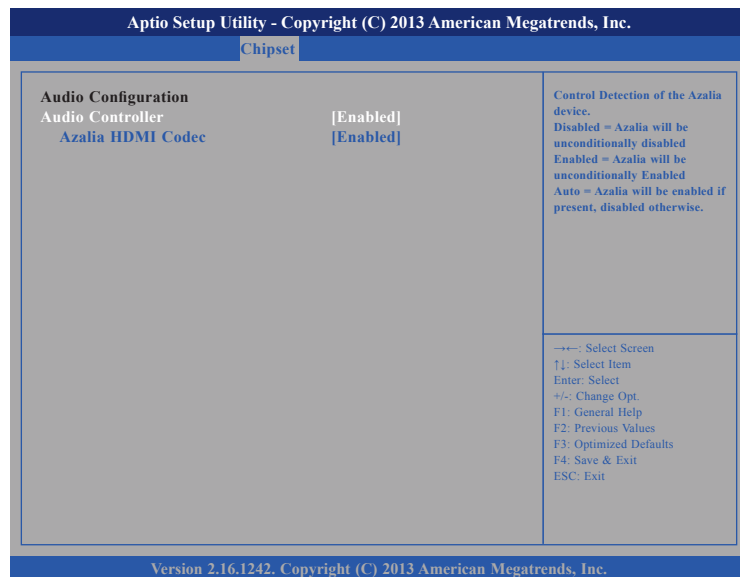 Aptio Setup Utility - Copyright (C) 2013 American Megatrends, Inc.
Chipset
Audio Configuration
Audio Controller [Enabled]
Azalia HDMI Codec [Enabled]
Control Detection of the Azalia
device.
Disabled = Azalia will be
unconditionally disabled
Enabled = Azalia will be
unconditionally Enabled
Auto = Azalia will be enabled if
present, disabled otherwise.
→←: Select Screen
↑↓: Select Item
Enter: Select
+/-: Change Opt.
F1: General Help
F2: Previous Values
F3: Optimized Defaults
F4: Save & Exit
ESC: Exit
Version 2.16.1242. Copyright (C) 2013 American Megatrends, Inc.